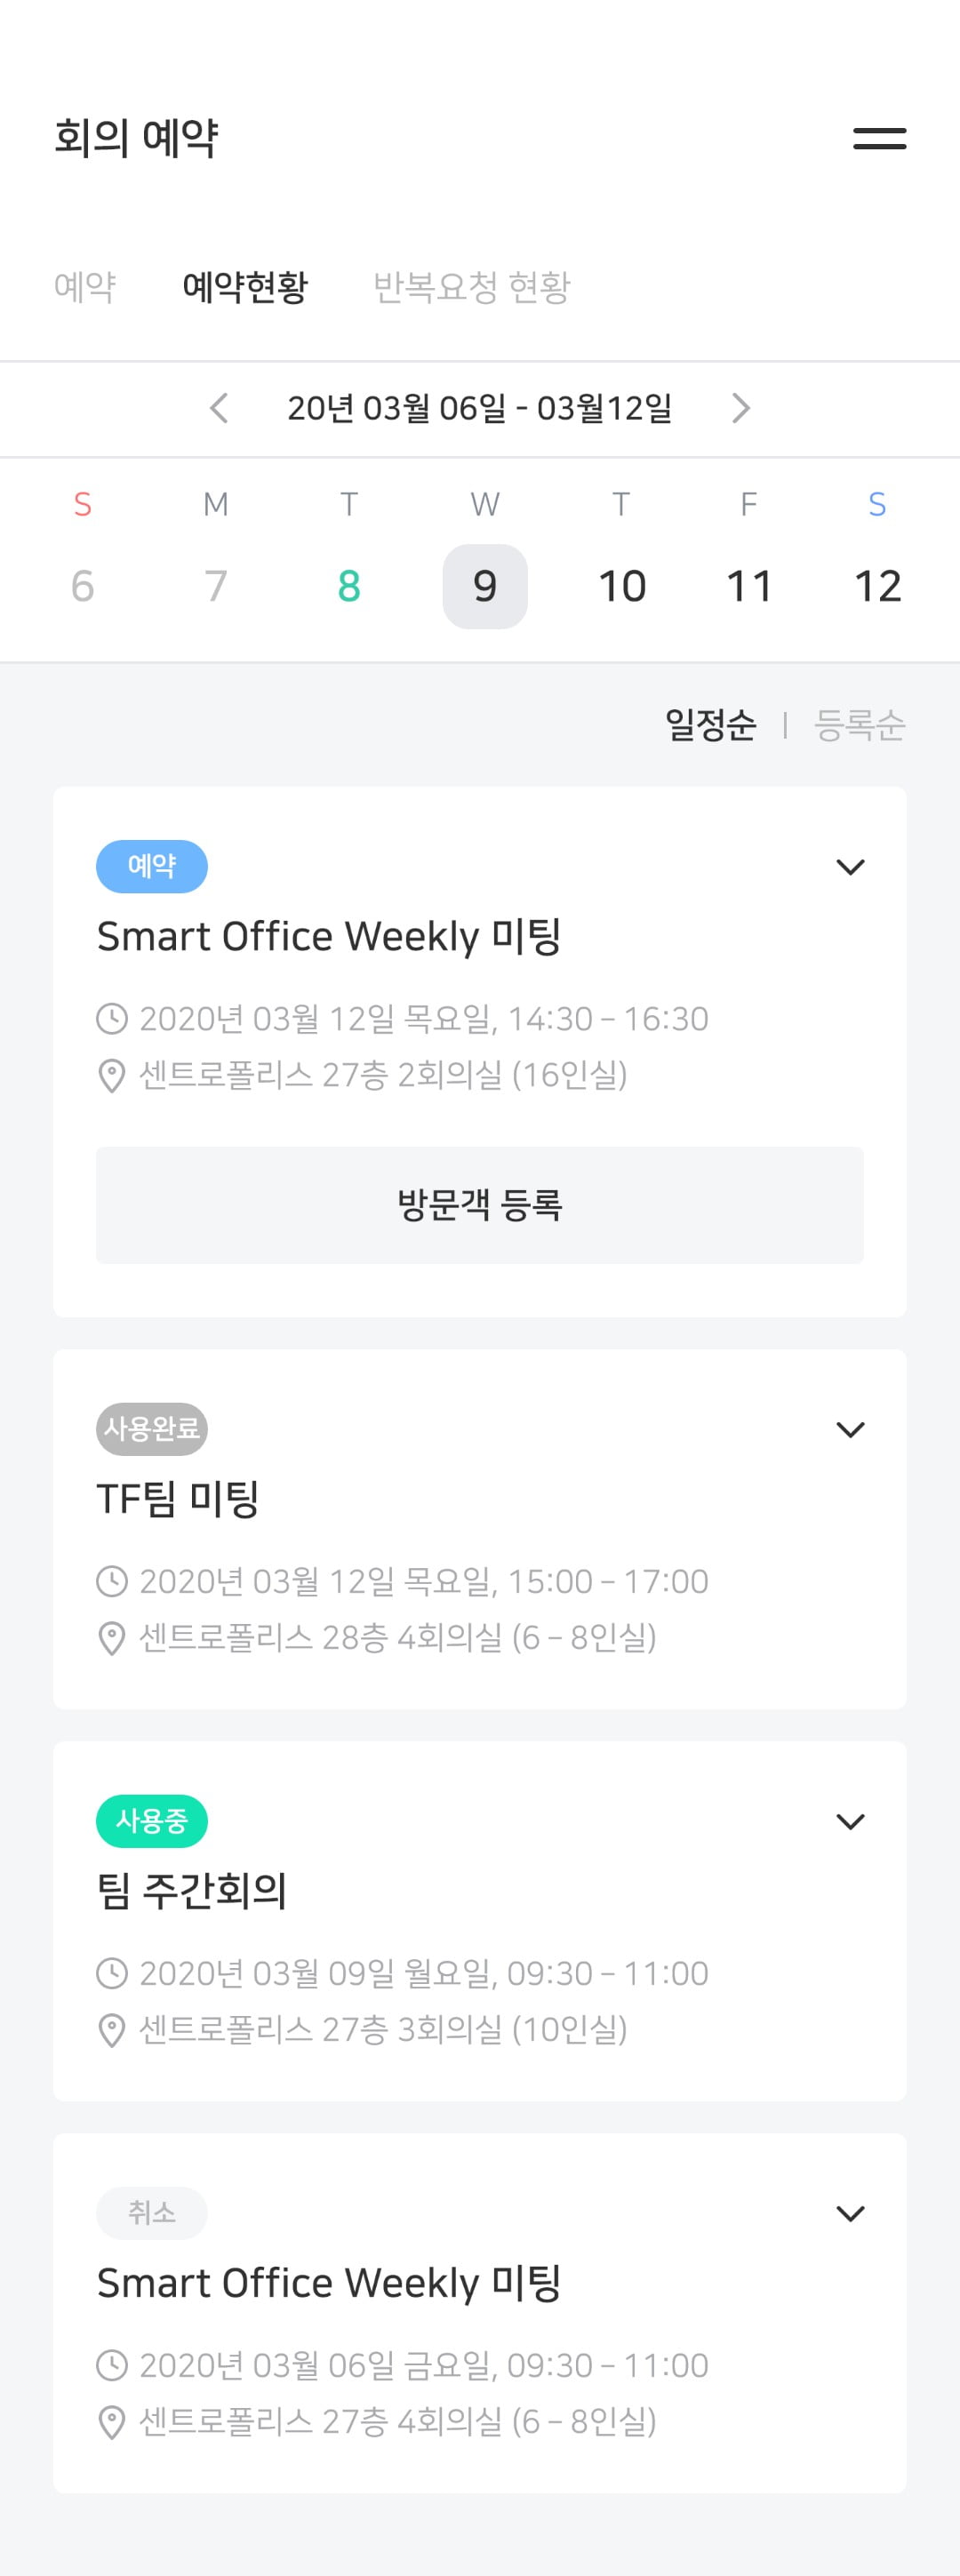 회의 예약
예약 예약현황 반복요청 현황
20년 03월 06일 - 03월12일
S M T W T F S
6 7 8 9 10 11 12
일정순 | 등록순
예약
Smart Office Weekly 미팅
2020년 03월 12일 목요일, 14:30 – 16:30
센트로폴리스 27층 2회의실 (16인실)
방문객 등록
사용완료
TF팀 미팅
2020년 03월 12일 목요일, 15:00 – 17:00
센트로폴리스 28층 4회의실 (6 – 8인실)
사용중
팀 주간회의
2020년 03월 09일 월요일, 09:30 – 11:00
센트로폴리스 27층 3회의실 (10인실)
취소
Smart Office Weekly 미팅
2020년 03월 06일 금요일, 09:30 – 11:00
센트로폴리스 27층 4회의실 (6 – 8인실)